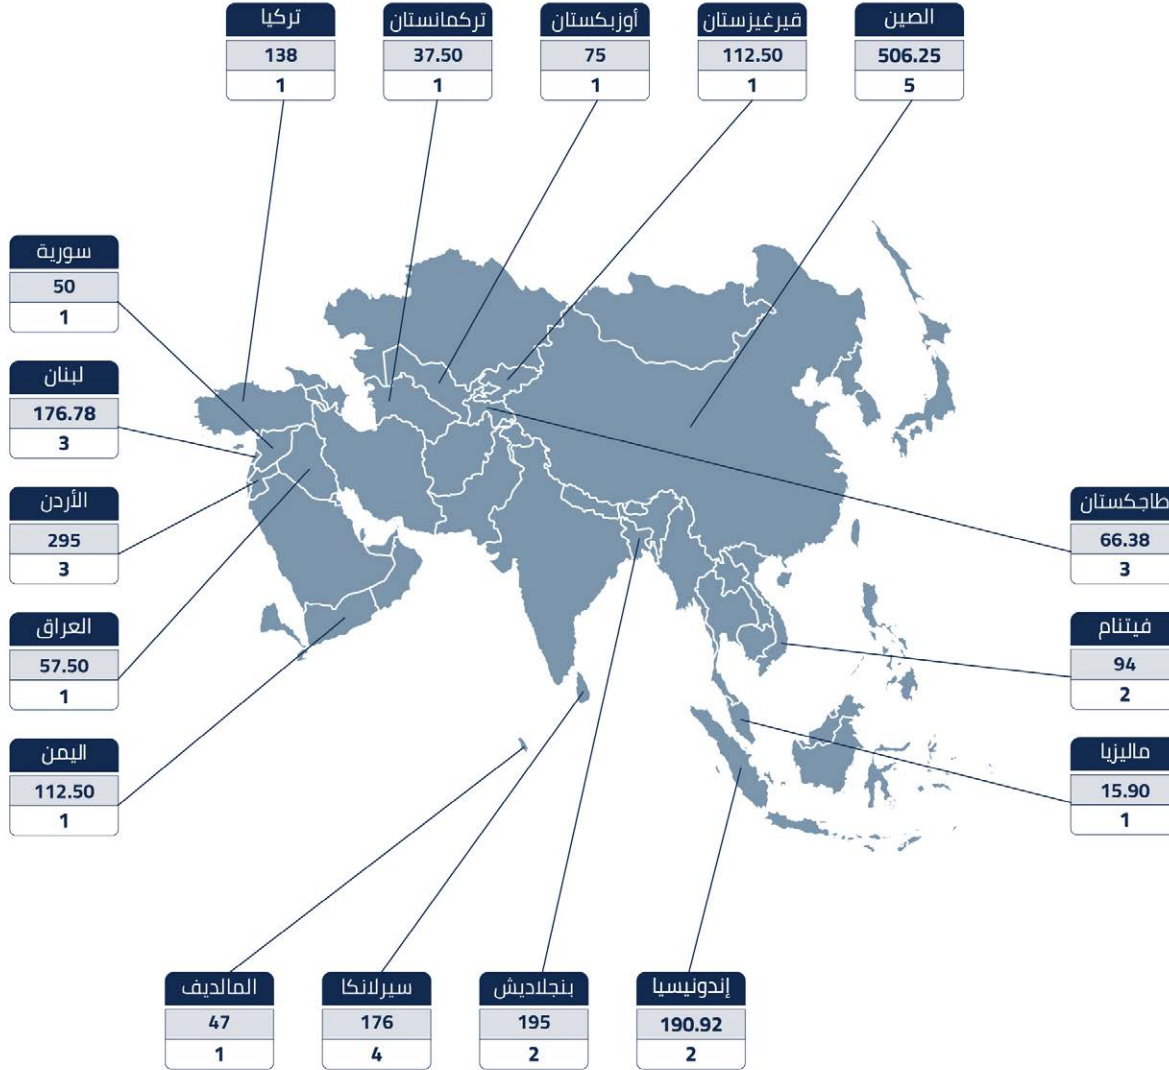 تركيا
138
1
تركمانستان
37.50
1
أوزبكستان
75
1
قيرغيزستان
112.50
1
الصين
506.25
5
سورية
50
1
لبنان
176.78
3
الأردن
295
3
العراق
57.50
1
اليمن
112.50
1
طاجكستان
66.38
3
فيتنام
94
2
ماليزيا
15.90
1
المالديف
47
1
سيرلانكا
176
4
بنجلاديش
195
2
إندونيسيا
190.92
2